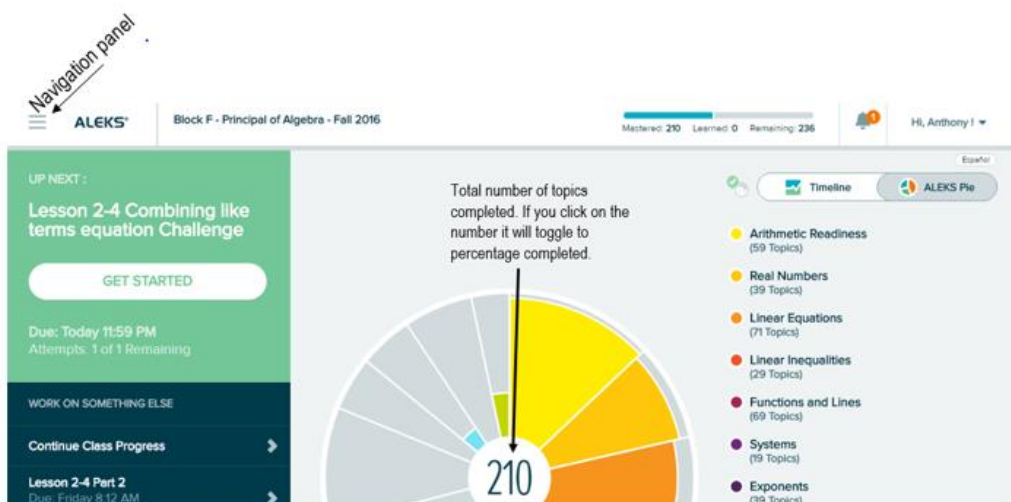 Navigation panel
ALEKS®
Block F - Principal of Algebra - Fall 2016
Mastered: 210 Learned: 0 Remaining: 236
1
Hi, Anthony !
Español
UP NEXT :
Lesson 2-4 Combining like
terms equation Challenge
GET STARTED
Due: Today 11:59 PM
Attempts: 1 of 1 Remaining
WORK ON SOMETHING ELSE
Continue Class Progress
Lesson 2-4 Part 2
Due: Friday 8:12 AM
Total number of topics
completed. If you click on the
number it will toggle to
percentage completed.
210
Timeline
ALEKS Pie
Arithmetic Readiness
(59 Topics)
Real Numbers
(39 Topics)
Linear Equations
(71 Topics)
Linear Inequalities
(29 Topics)
Functions and Lines
(69 Topics)
Systems
(19 Topics)
Exponents
(39 Topics)